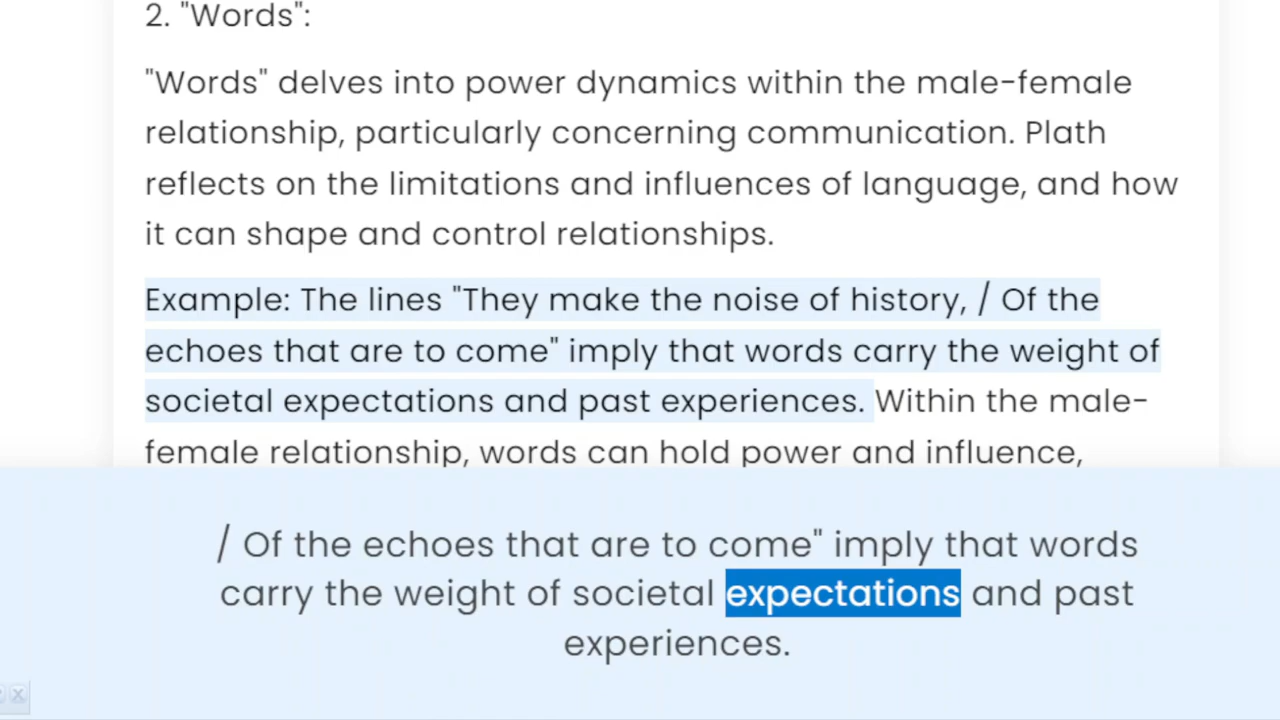 2. "Words":
"Words" delves into power dynamics within the male-female
relationship, particularly concerning communication. Plath
reflects on the limitations and influences of language, and how
it can shape and control relationships.
Example: The lines "They make the noise of history, / Of the
echoes that are to come" imply that words carry the weight of
societal expectations and past experiences. Within the male-
female relationship, words can hold power and influence,
/ Of the echoes that are to come" imply that words
carry the weight of societal expectations and past
experiences.